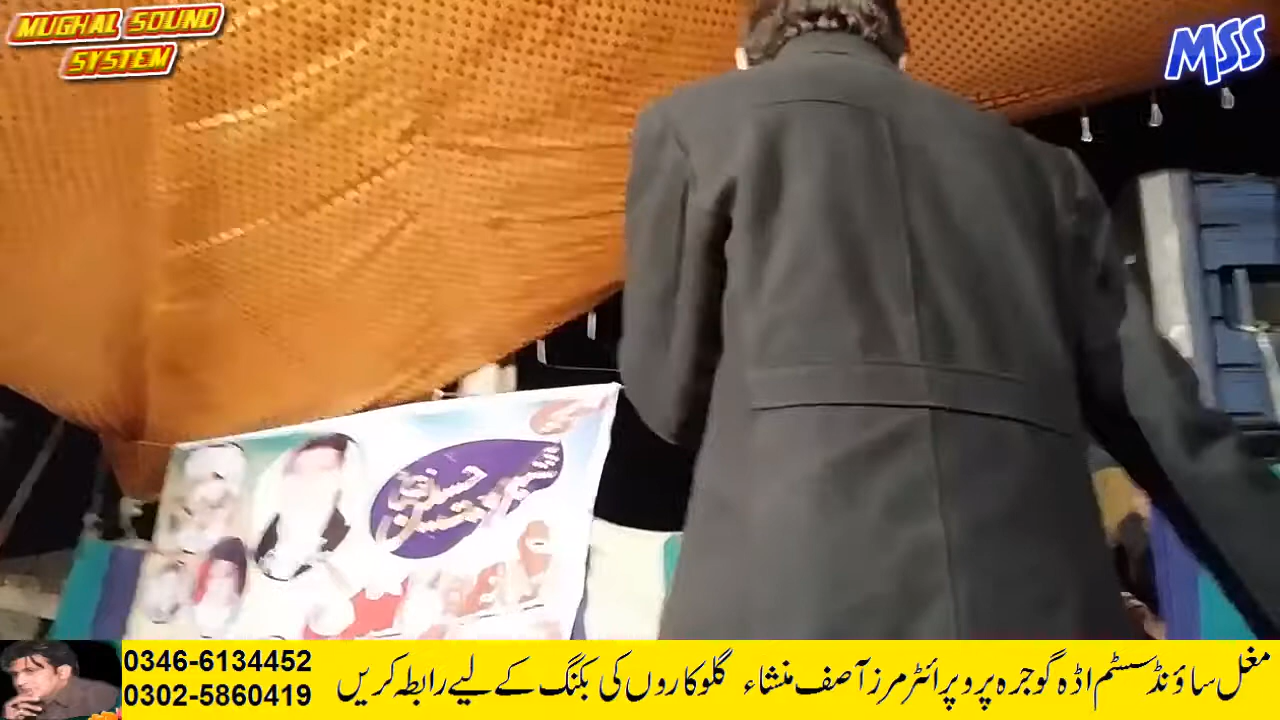 MUGHAL SOUND
SYSTEM
MSS
0346-6134452
0302-5860419
مغل ساؤنڈ سسٹم اڈہ گوجرہ پروپرائٹر مرزا آصف منشاء گلوکاروں کی بکنگ کے لیے رابطہ کریں